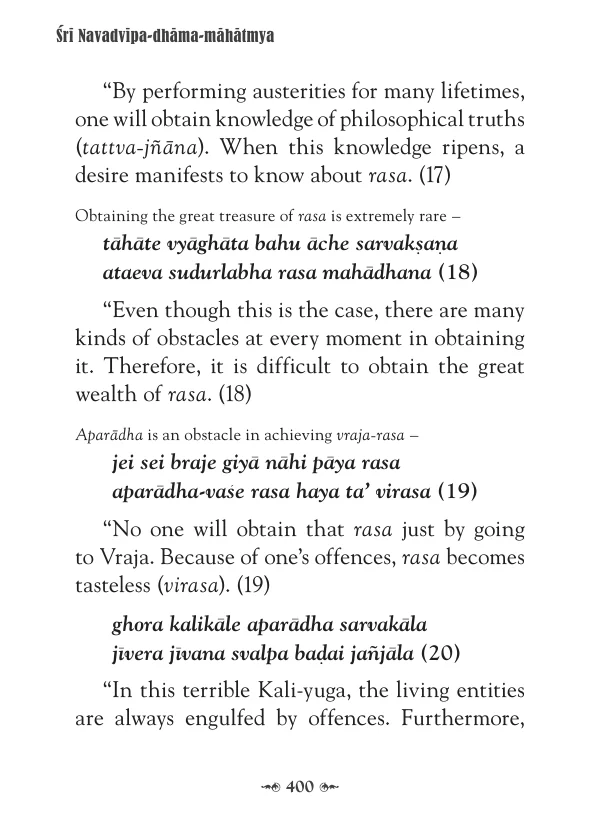 Śrī Navadvīpa-dhāma-māhātmya
“By performing austerities for many lifetimes,
one will obtain knowledge of philosophical truths
(tattva-jñāna). When this knowledge ripens, a
desire manifests to know about rasa. (17)
Obtaining the great treasure of rasa is extremely rare –
tāhāte vyāghāta bahu āche sarvakṣaṇa
ataeva sudurlabha rasa mahādhana (18)
“Even though this is the case, there are many
kinds of obstacles at every moment in obtaining
it. Therefore, it is difficult to obtain the great
wealth of rasa. (18)
Aparādha is an obstacle in achieving vraja-rasa –
jei sei braje giyā nāhi pāya rasa
aparādha-vaśe rasa haya ta’ virasa (19)
“No one will obtain that rasa just by going
to Vraja. Because of one’s offences, rasa becomes
tasteless (virasa). (19)
ghora kalikāle aparādha sarvakāla
jīvera jīvana svalpa baḍai jañjāla (20)
“In this terrible Kali-yuga, the living entities
are always engulfed by offences. Furthermore,
400